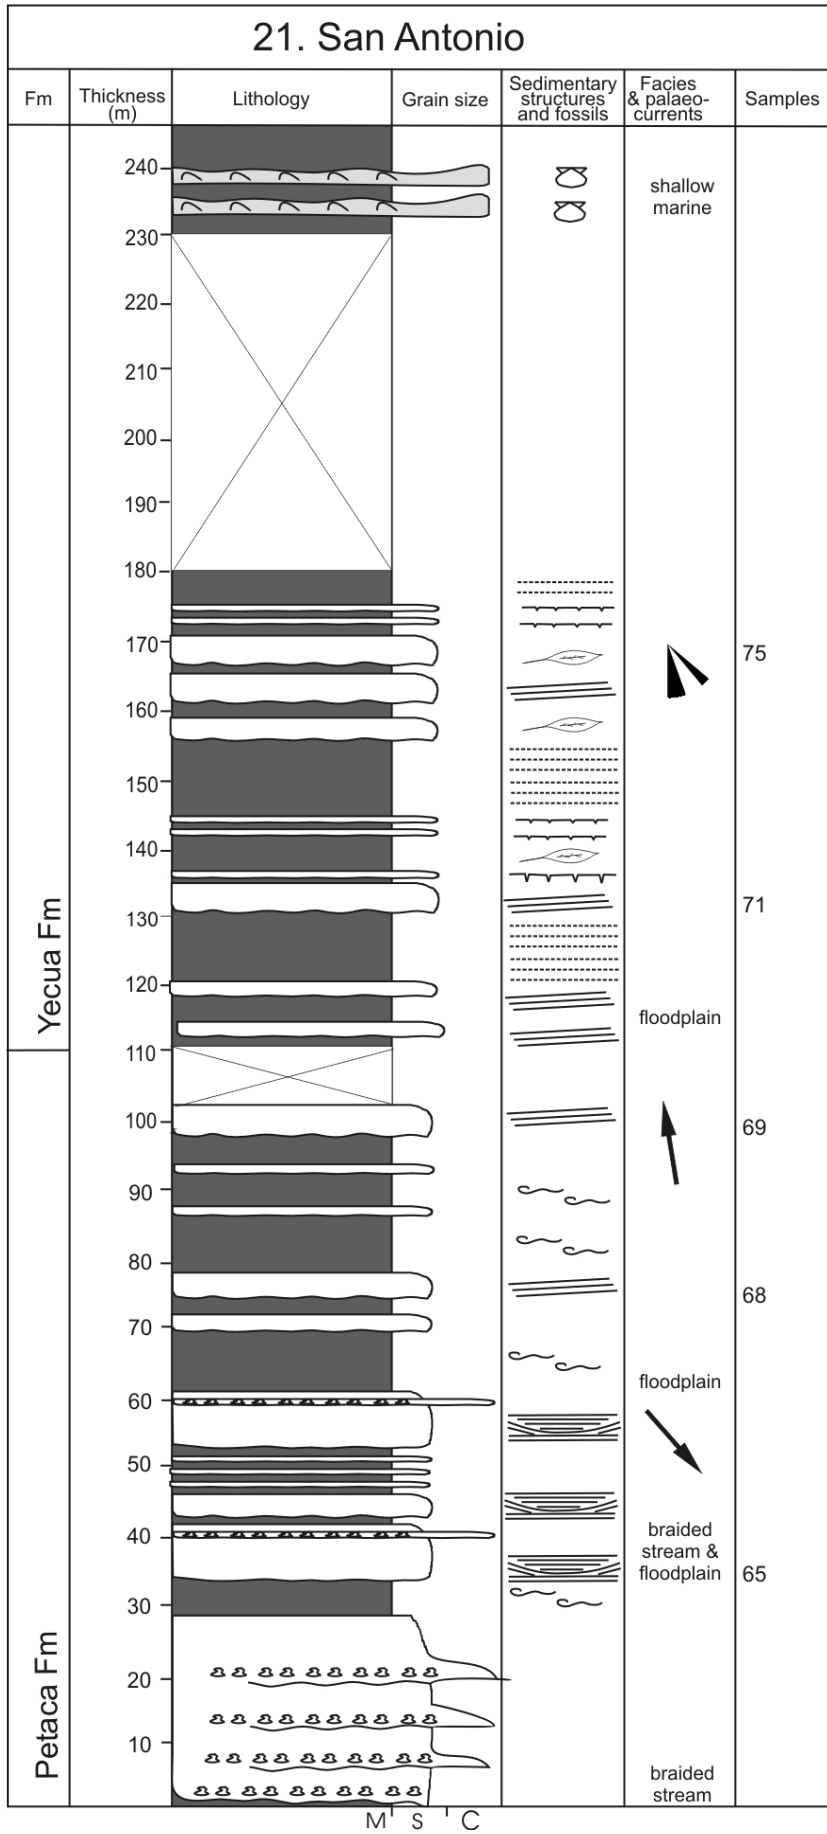 21. San Antonio
Fm
Thickness
(m)
Lithology
Grain size
Sedimentary
structures
and fossils
Facies
& palaeo-
currents
Samples
240
shallow
marine
230
220
210
200
190
180
170
75
160
150
140
130
71
120
floodplain
Yecua Fm
110
100
69
90
80
68
70
floodplain
60
50
40
braided
stream &
floodplain
65
30
20
Petaca Fm
10
braided
stream
M S C